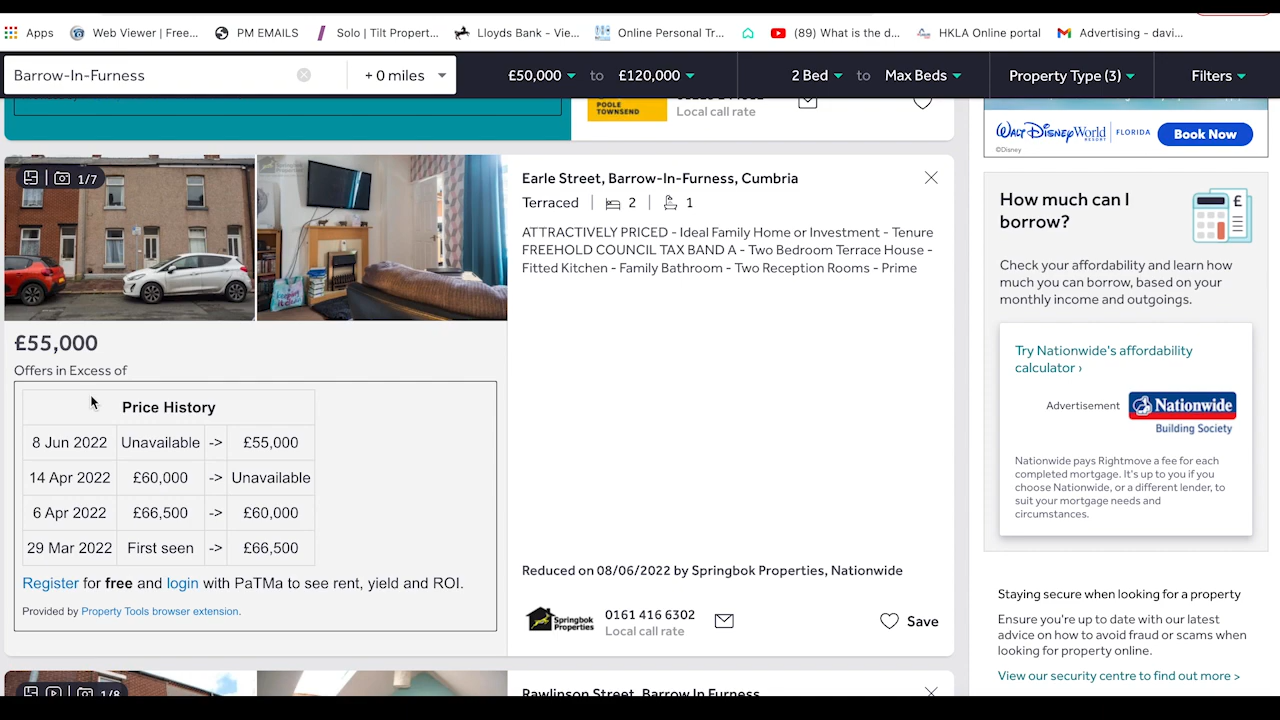 Apps Web Viewer | Free... PM EMAILS Solo | Tilt Propert... Lloyds Bank - Vie... Online Personal Tr... (89) What is the d... HKLA Online portal Advertising - davi...
Barrow-In-Furness + 0 miles £50,000 to £120,000 2 Bed to Max Beds Property Type (3) Filters
POOLE
TOWNSEND
Local call rate
Walt Disney World FLORIDA Book Now
©Disney
1/7
Earle Street, Barrow-In-Furness, Cumbria
Terraced 2 1
ATTRACTIVELY PRICED - Ideal Family Home or Investment - Tenure
FREEHOLD COUNCIL TAX BAND A - Two Bedroom Terrace House -
Fitted Kitchen - Family Bathroom - Two Reception Rooms - Prime
£55,000
Offers in Excess of
Price History
8 Jun 2022 Unavailable -> £55,000
14 Apr 2022 £60,000 -> Unavailable
6 Apr 2022 £66,500 -> £60,000
29 Mar 2022 First seen -> £66,500
Register for free and login with PaTMa to see rent, yield and ROI.
Provided by Property Tools browser extension.
Reduced on 08/06/2022 by Springbok Properties, Nationwide
Springbok
Properties
0161 416 6302
Local call rate
Save
1/8
Rawlinson Street, Barrow In Furness
How much can I
borrow?
£
Check your affordability and learn how
much you can borrow, based on your
monthly income and outgoings.
Try Nationwide's affordability
calculator ›
Advertisement Nationwide
Building Society
Nationwide pays Rightmove a fee for each
completed mortgage. It's up to you if you
choose Nationwide, or a different lender, to
suit your mortgage needs and
circumstances.
Staying secure when looking for a property
Ensure you're up to date with our latest
advice on how to avoid fraud or scams when
looking for property online.
View our security centre to find out more >